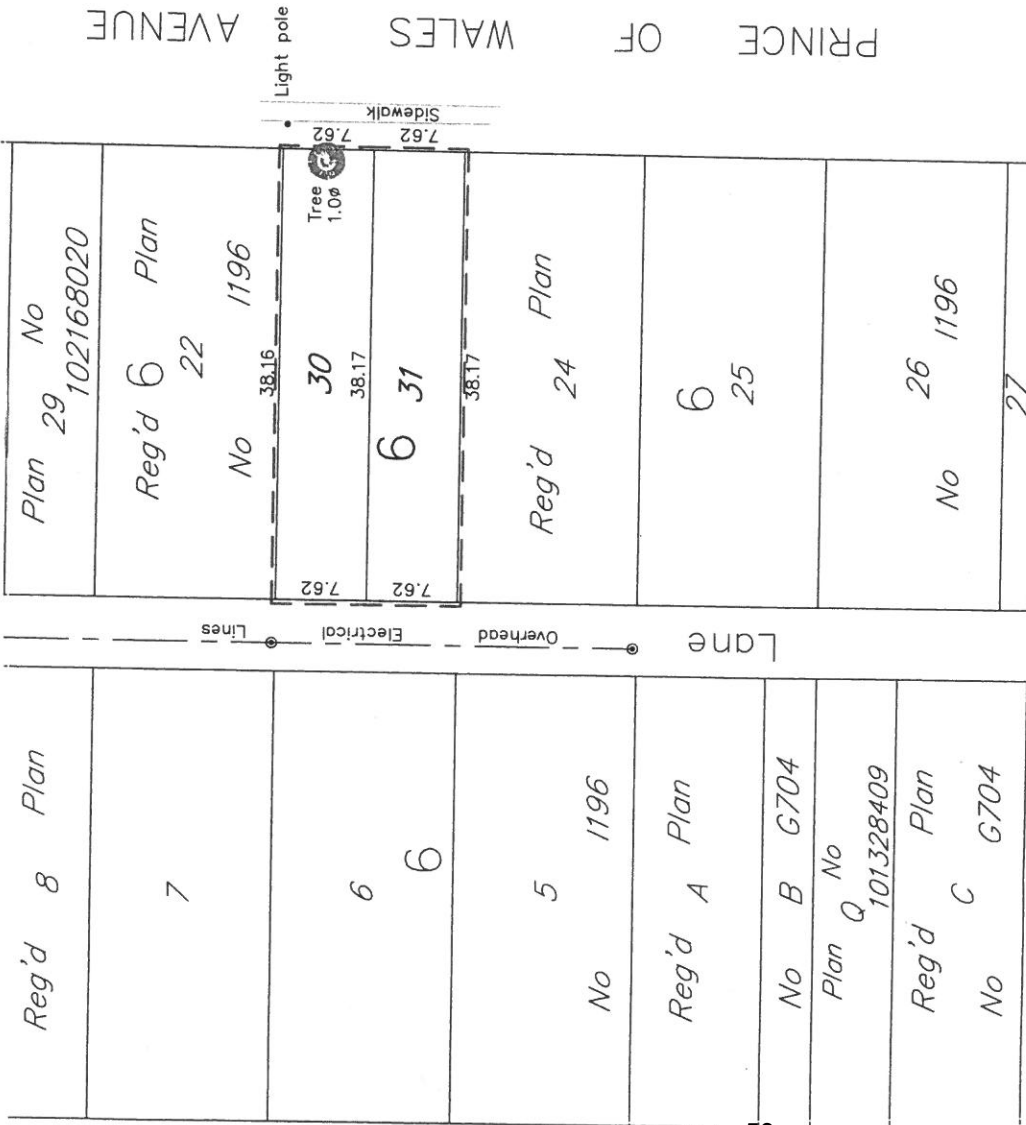 PRINCE OF WALES AVENUE
Light pole
Sidewalk
7.62
7.62
Tree
1.0ø
Plan 29 No
102168020
Reg'd 6 Plan
22
No 1196
38.16
30
38.17
6 31
38.17
Reg'd 24 Plan
6
25
26
No 1196
27
7.62
7.62
Lane
Overhead Electrical Lines
Reg'd 8 Plan
7
6
6
5
No 1196
Reg'd A Plan
No B G704
Plan Q No
101328409
Reg'd Plan
C
No G704